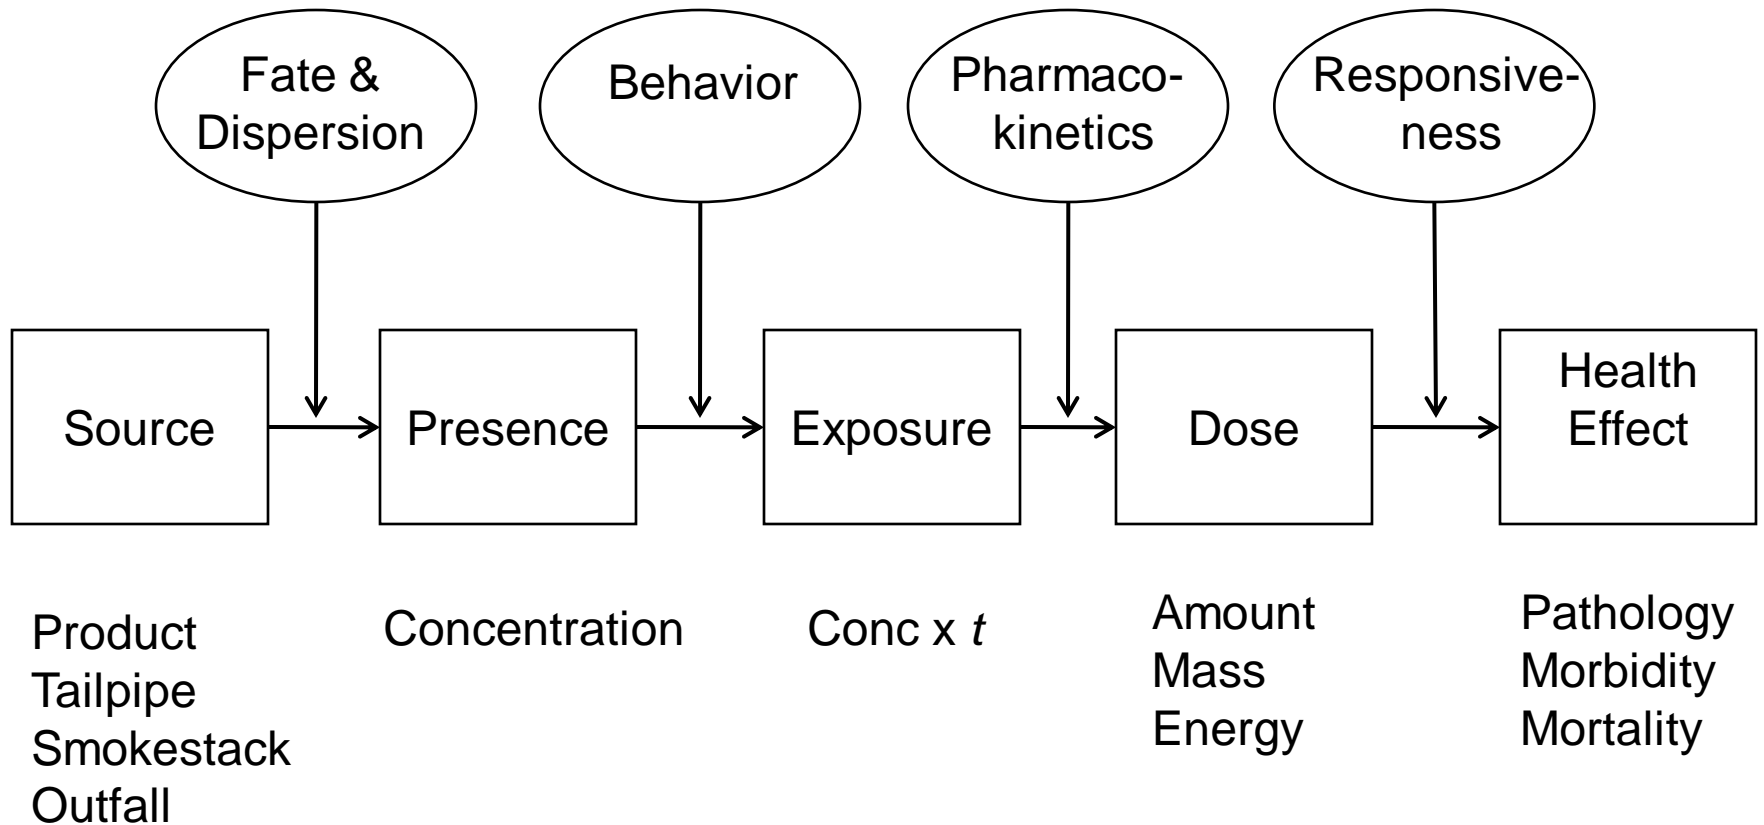 Fate &
Dispersion
Behavior
Pharmaco-
kinetics
Responsive-
ness
Source
Presence
Exposure
Dose
Health
Effect
Product
Tailpipe
Smokestack
Outfall
Concentration
Conc x t
Amount
Mass
Energy
Pathology
Morbidity
Mortality